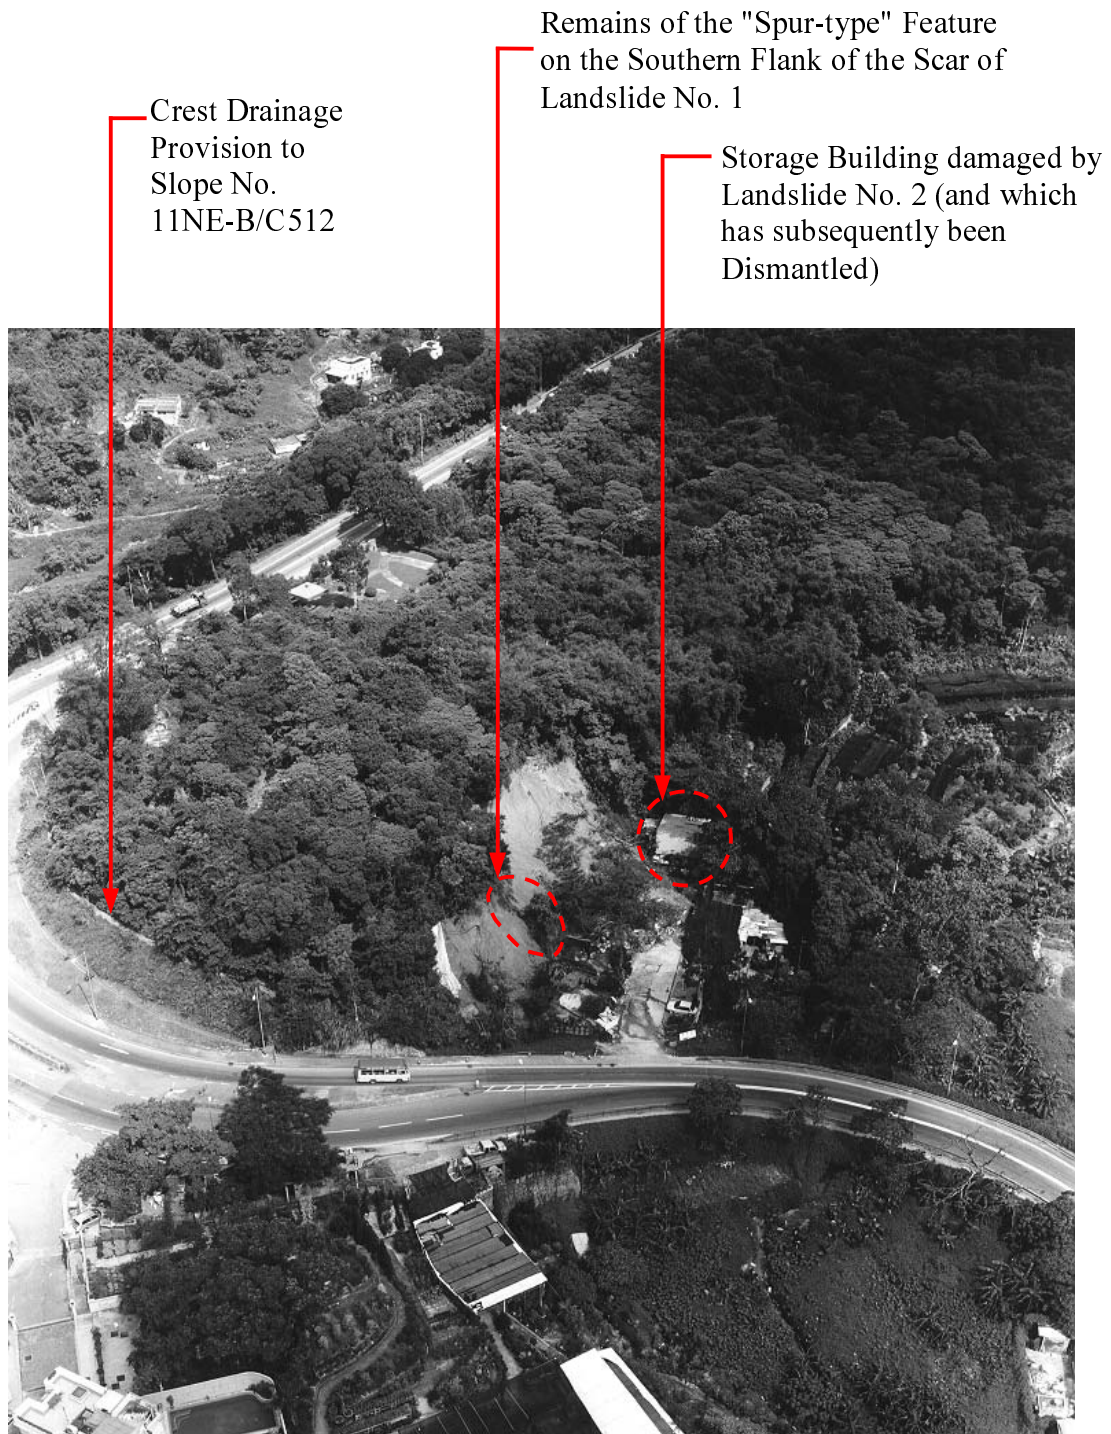 Remains of the "Spur-type" Feature
on the Southern Flank of the Scar of
Landslide No. 1
Crest Drainage
Provision to
Slope No.
11NE-B/C512
Storage Building damaged by
Landslide No. 2 (and which
has subsequently been
Dismantled)